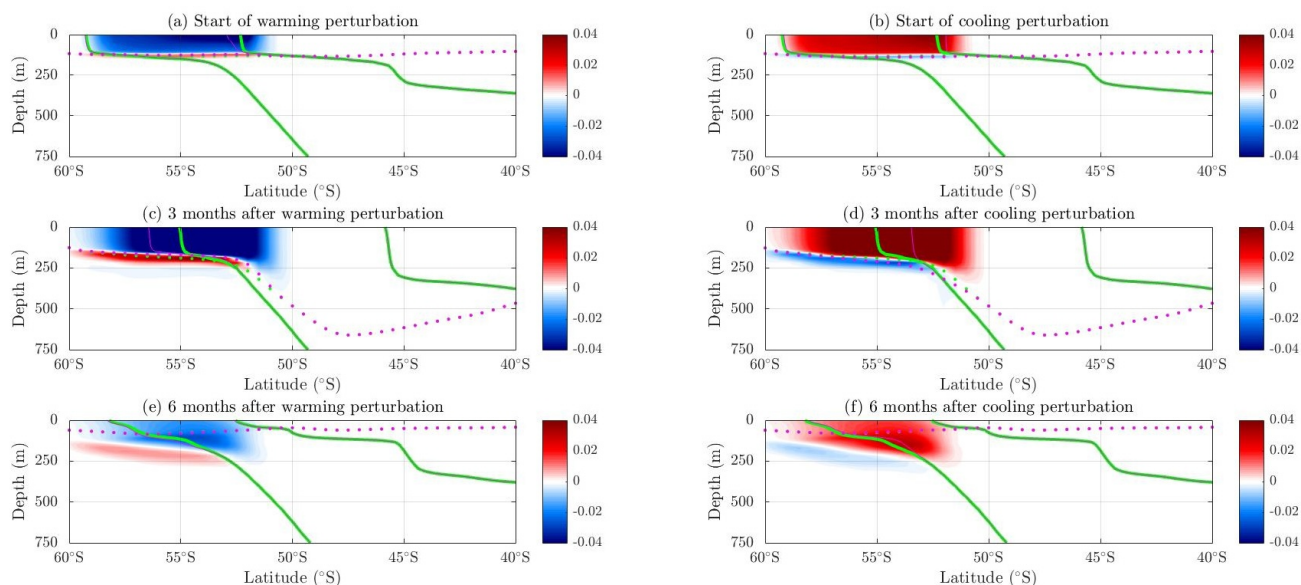 (a) Start of warming perturbation
0
250
500
750
Depth (m)
60°S 55°S 50°S 45°S 40°S
Latitude (°S)
0.04
0.02
0
-0.02
-0.04
(b) Start of cooling perturbation
0
250
500
750
Depth (m)
60°S 55°S 50°S 45°S 40°S
Latitude (°S)
0.04
0.02
0
-0.02
-0.04
(c) 3 months after warming perturbation
0
250
500
750
Depth (m)
60°S 55°S 50°S 45°S 40°S
Latitude (°S)
0.04
0.02
0
-0.02
-0.04
(d) 3 months after cooling perturbation
0
250
500
750
Depth (m)
60°S 55°S 50°S 45°S 40°S
Latitude (°S)
0.04
0.02
0
-0.02
-0.04
(e) 6 months after warming perturbation
0
250
500
750
Depth (m)
60°S 55°S 50°S 45°S 40°S
Latitude (°S)
0.04
0.02
0
-0.02
-0.04
(f) 6 months after cooling perturbation
0
250
500
750
Depth (m)
60°S 55°S 50°S 45°S 40°S
Latitude (°S)
0.04
0.02
0
-0.02
-0.04